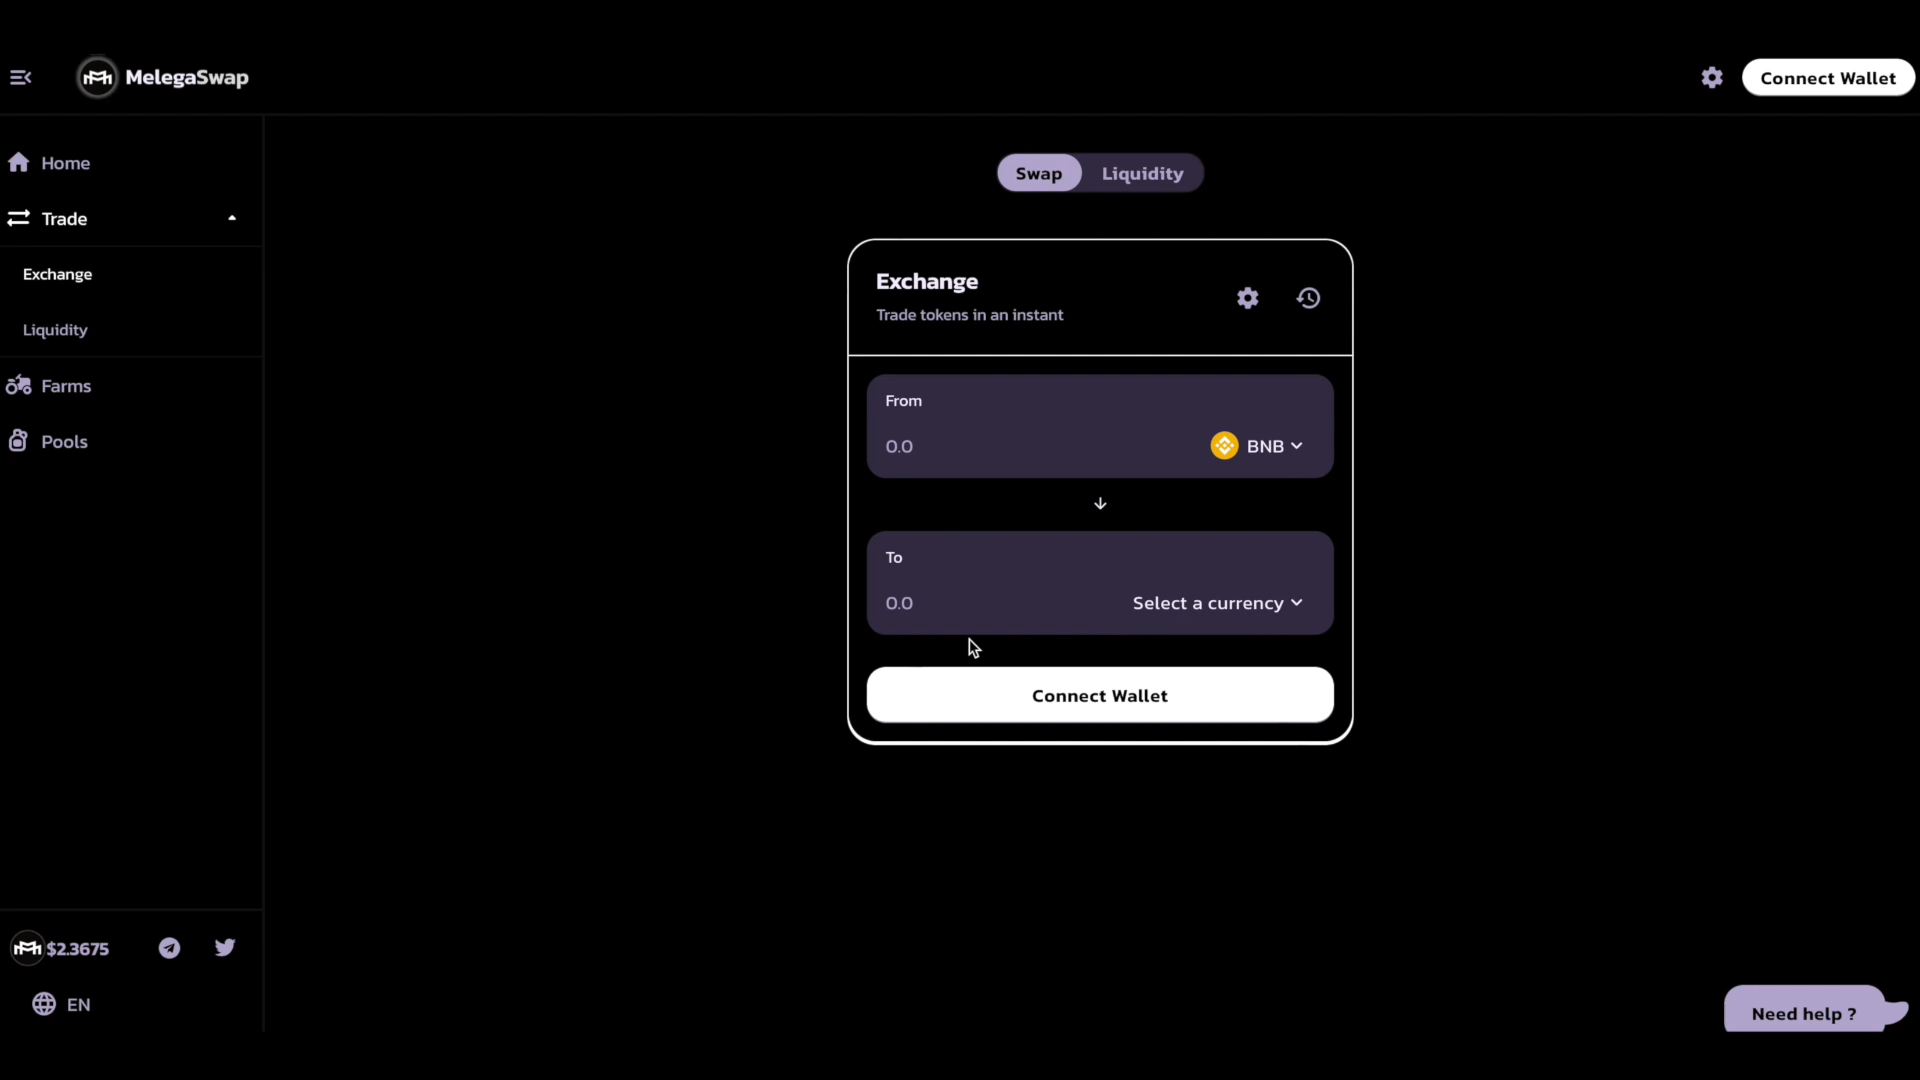 MelegaSwap
Connect Wallet
Home
Trade
Exchange
Liquidity
Farms
Pools
$2.3675
EN
Swap
Liquidity
Exchange
Trade tokens in an instant
From
0.0
BNB
To
0.0
Select a currency
Connect Wallet
Need help ?